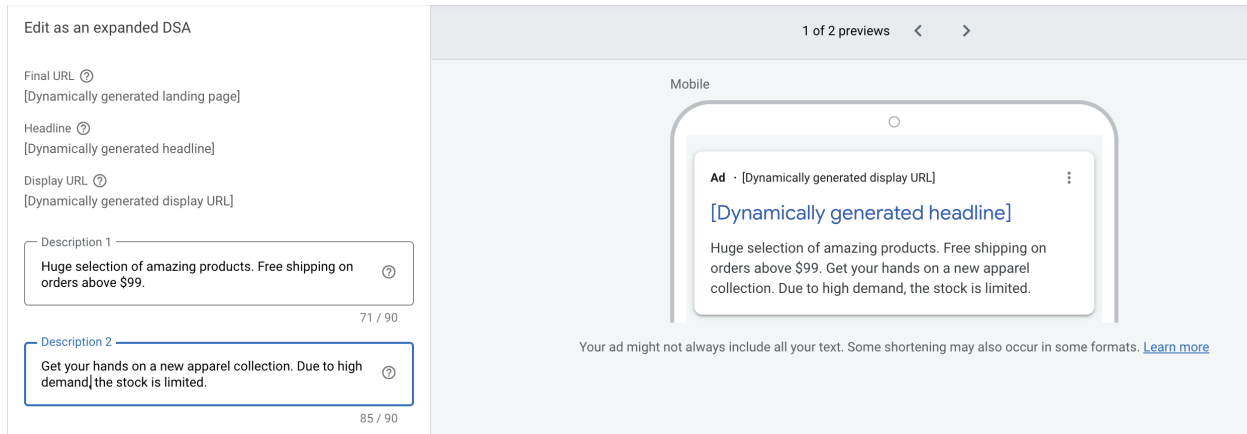 Edit as an expanded DSA
Final URL
[Dynamically generated landing page]
Headline
[Dynamically generated headline]
Display URL
[Dynamically generated display URL]
Description 1
Huge selection of amazing products. Free shipping on
orders above $99.
71 / 90
Description 2
Get your hands on a new apparel collection. Due to high
demand, the stock is limited.
85 / 90
1 of 2 previews
Mobile
Ad · [Dynamically generated display URL]
[Dynamically generated headline]
Huge selection of amazing products. Free shipping on
orders above $99. Get your hands on a new apparel
collection. Due to high demand, the stock is limited.
Your ad might not always include all your text. Some shortening may also occur in some formats. Learn more